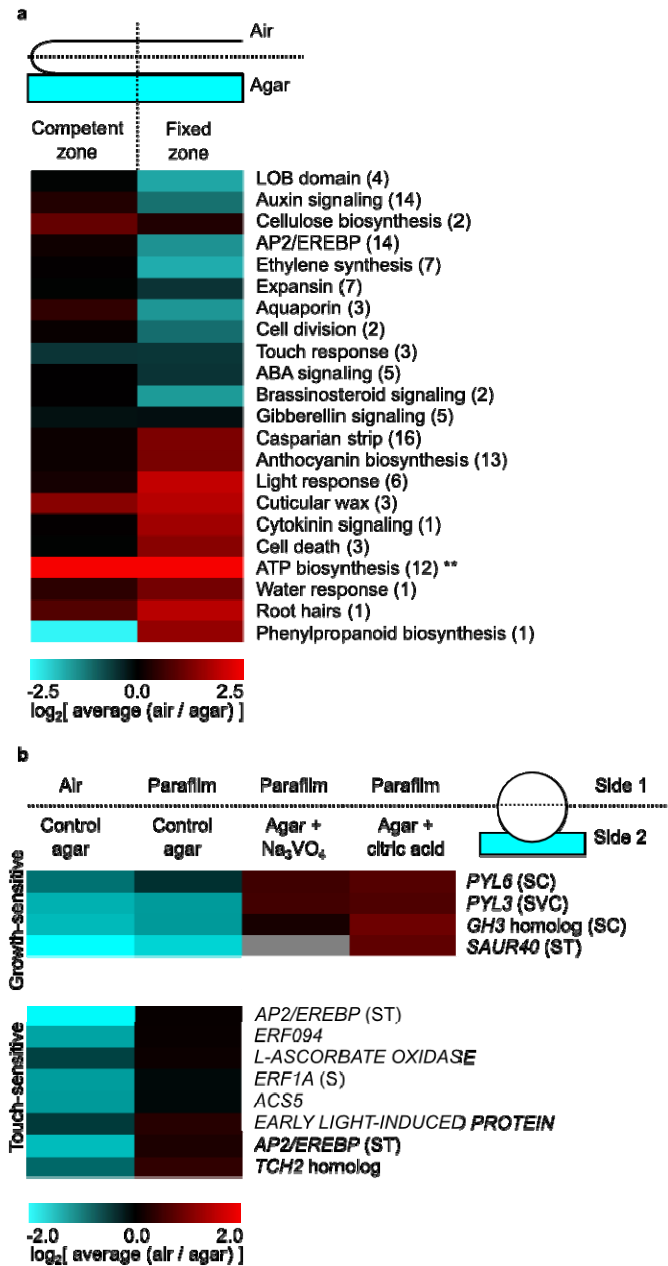 a
Air
Agar
Competent zone
Fixed zone
LOB domain (4)
Auxin signaling (14)
Cellulose biosynthesis (2)
AP2/EREBP (14)
Ethylene synthesis (7)
Expansin (7)
Aquaporin (3)
Cell division (2)
Touch response (3)
ABA signaling (5)
Brassinosteroid signaling (2)
Gibberellin signaling (5)
Casparian strip (16)
Anthocyanin biosynthesis (13)
Light response (6)
Cuticular wax (3)
Cytokinin signaling (1)
Cell death (3)
ATP biosynthesis (12) **
Water response (1)
Root hairs (1)
Phenylpropanoid biosynthesis (1)
-2.5 0.0 2.5
log₂[ average (air / agar) ]
b
Air Parafilm Parafilm Parafilm Side 1
Control agar
Control agar
Agar + Na₃VO₄
Agar + citric acid
Side 2
Growth-sensitive
PYL6 (SC)
PYL3 (SVC)
GH3 homolog (SC)
SAUR40 (ST)
Touch-sensitive
AP2/EREBP (ST)
ERF094
L-ASCORBATE OXIDASE
ERF1A (S)
ACS5
EARLY LIGHT-INDUCED PROTEIN
AP2/EREBP (ST)
TCH2 homolog
-2.0 0.0 2.0
log₂[ average (air / agar) ]